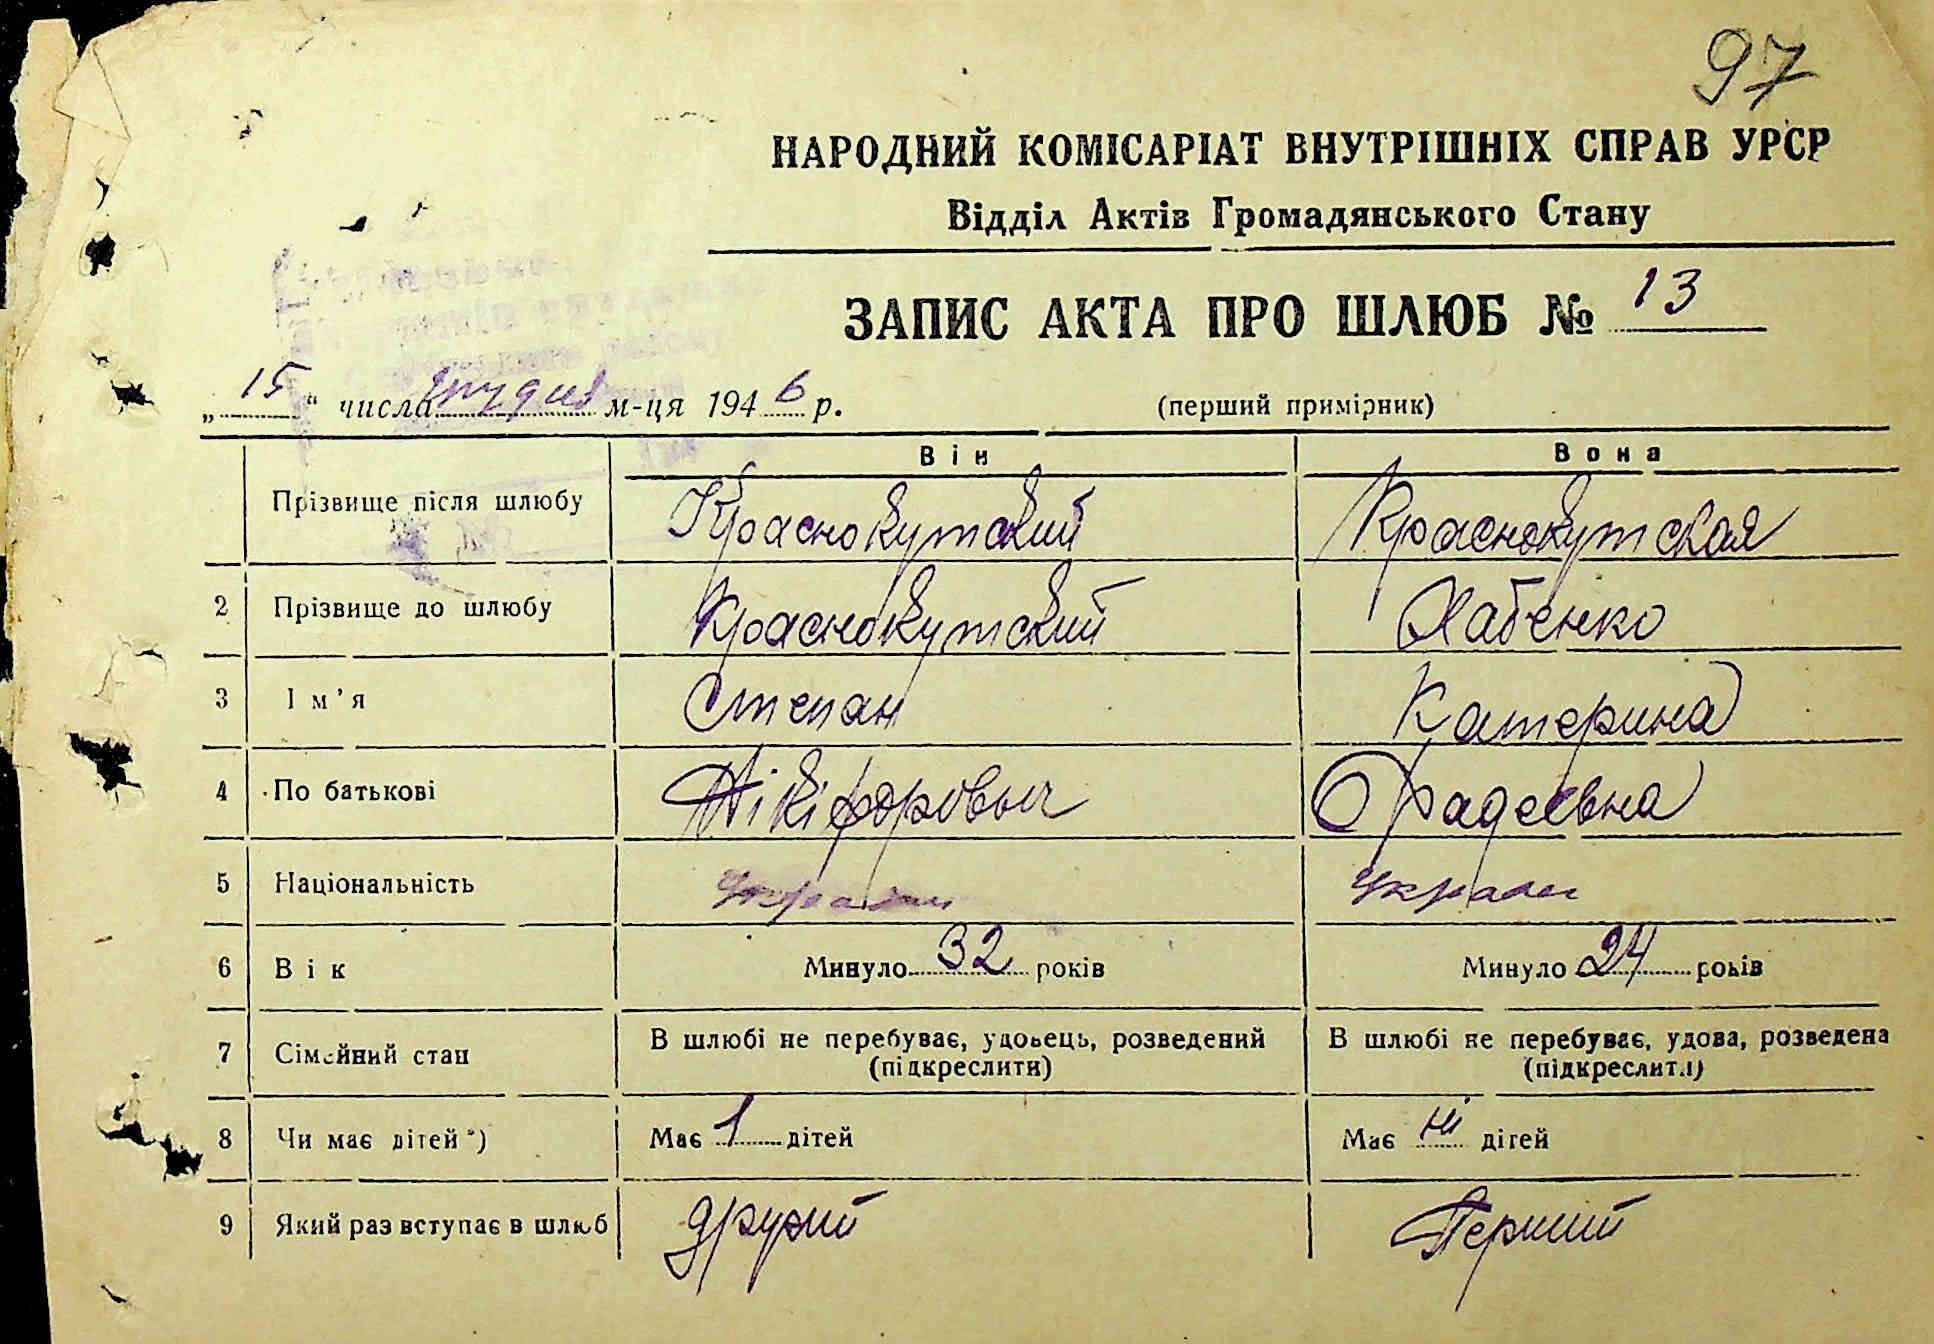 97
НАРОДНИЙ КОМІСАРІАТ ВНУТРІШНІХ СПРАВ УРСР
Відділ Актів Громадянського Стану
ЗАПИС АКТА ПРО ШЛЮБ № 13
„15“ числа грудня м-ця 1946 р. (перший примірник)
Він Вона
Прізвище після шлюбу Краснокутский Краснокутская
2 Прізвище до шлюбу Краснокутский Хабенко
3 Ім’я Степан Катерина
4 По батькові Нікіфорович Фадеевна
5 Національність
6 Вік Минуло 32 років Минуло 24 років
7 Сімейний стан В шлюбі не перебуває, удовець, розведений В шлюбі не перебуває, удова, розведена
(підкреслити) (підкреслити)
8 Чи має дітей*) Має 1 дітей Має ні дітей
9 Який раз вступає в шлюб другий Перший